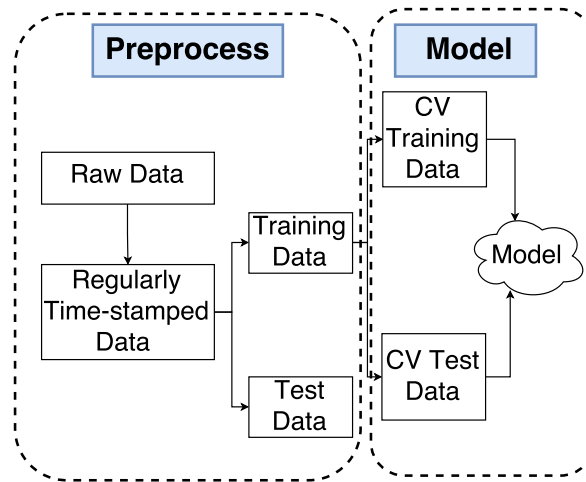 Preprocess
Model
Raw Data
Regularly
Time-stamped
Data
Training
Data
Test
Data
CV
Training
Data
Model
CV Test
Data